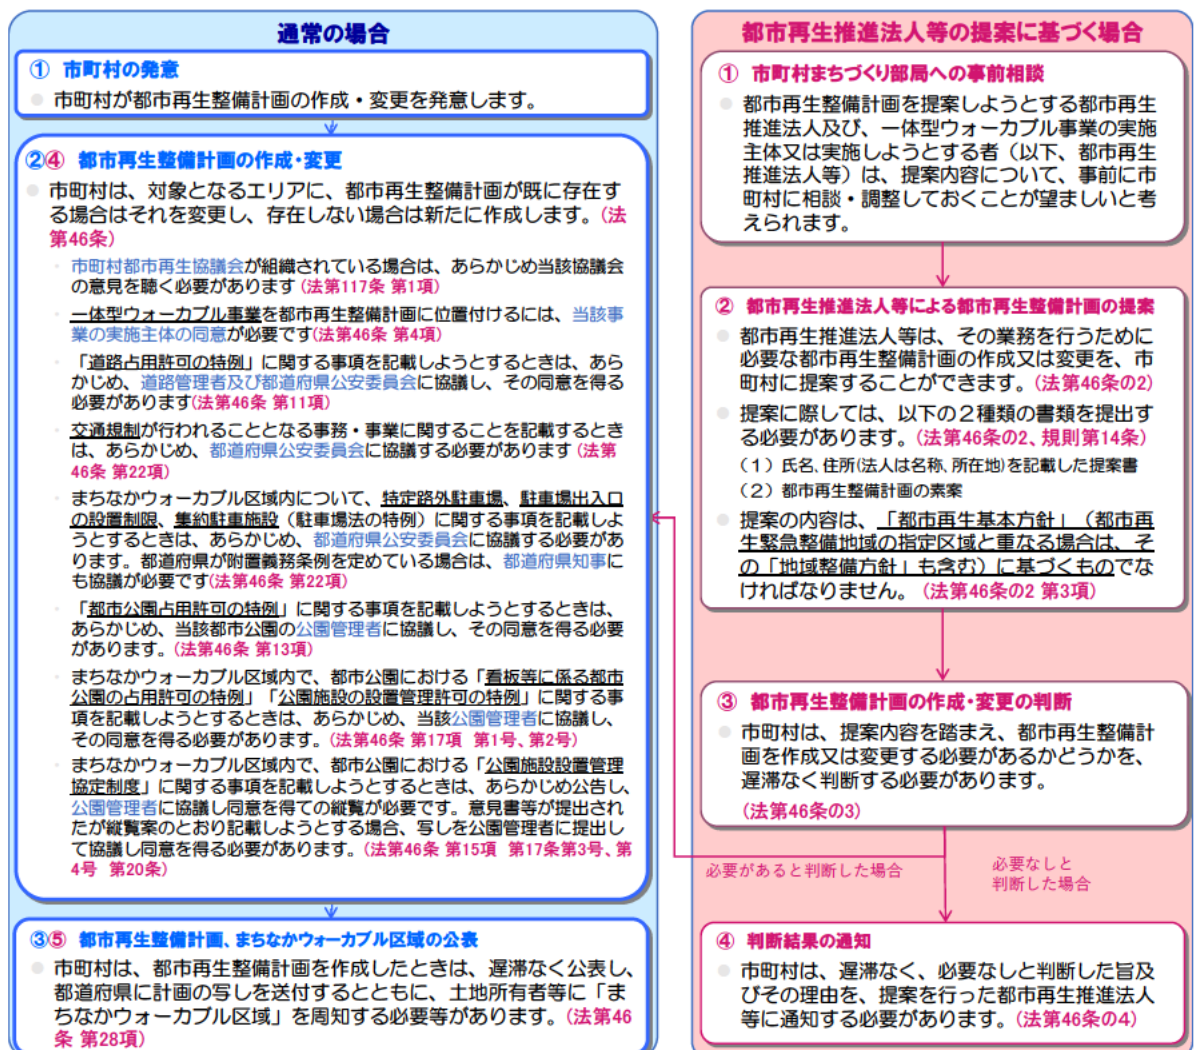 通常の場合
① 市町村の発意
市町村が都市再生整備計画の作成・変更を発意します。
②④ 都市再生整備計画の作成・変更
市町村は、対象となるエリアに、都市再生整備計画が既に存在す
る場合はそれを変更し、存在しない場合は新たに作成します。(法
第46条)
市町村都市再生協議会が組織されている場合は、あらかじめ当該協議会
の意見を聴く必要があります(法第117条 第1項)
一体型ウォーカブル事業を都市再生整備計画に位置付けるには、当該事
業の実施主体の同意が必要です(法第46条 第4項)
「道路占用許可の特例」に関する事項を記載しようとするときは、あら
かじめ、道路管理者及び都道府県公安委員会に協議し、その同意を得る
必要があります(法第46条 第11項)
交通規制が行われることとなる事務・事業に関することを記載するとき
は、あらかじめ、都道府県公安委員会に協議する必要があります(法第
46条 第22項)
まちなかウォーカブル区域内について、特定路外駐車場、駐車場出入口
の設置制限、集約駐車施設(駐車場法の特例)に関する事項を記載しよ
うとするときは、あらかじめ、都道府県公安委員会に協議する必要があ
ります。都道府県が附置義務条例を定めている場合は、都道府県知事に
も協議が必要です(法第46条 第22項)
「都市公園占用許可の特例」に関する事項を記載しようとするときは、
あらかじめ、当該都市公園の公園管理者に協議し、その同意を得る必要
があります。(法第46条 第13項)
まちなかウォーカブル区域内で、都市公園における「看板等に係る都市
公園の占用許可の特例」「公園施設の設置管理許可の特例」に関する事
項を記載しようとするときは、あらかじめ、当該公園管理者に協議し、
その同意を得る必要があります。(法第46条 第17項 第1号、第2号)
まちなかウォーカブル区域内で、都市公園における「公園施設設置管理
協定制度」に関する事項を記載しようとするときは、あらかじめ公告し、
公園管理者に協議し同意を得ての縦覧が必要です。意見書等が提出され
たが縦覧案のとおり記載しようとする場合、写しを公園管理者に提出し
て協議し同意を得る必要があります。(法第46条 第15項 第17条第3号、第
4号 第20条)
③⑤ 都市再生整備計画、まちなかウォーカブル区域の公表
市町村は、都市再生整備計画を作成したときは、遅滞なく公表し、
都道府県に計画の写しを送付するとともに、土地所有者等に「ま
ちなかウォーカブル区域」を周知する必要等があります。(法第46
条 第28項)
都市再生推進法人等の提案に基づく場合
① 市町村まちづくり部局への事前相談
都市再生整備計画を提案しようとする都市再生
推進法人及び、一体型ウォーカブル事業の実施
主体又は実施しようとする者(以下、都市再生
推進法人等)は、提案内容について、事前に市
町村に相談・調整しておくことが望ましいと考
えられます。
② 都市再生推進法人等による都市再生整備計画の提案
都市再生推進法人等は、その業務を行うために
必要な都市再生整備計画の作成又は変更を、市
町村に提案することができます。(法第46条の2)
提案に際しては、以下の2種類の書類を提出す
る必要があります。(法第46条の2、規則第14条)
(1)氏名、住所(法人は名称、所在地)を記載した提案書
(2)都市再生整備計画の素案
提案の内容は、「都市再生基本方針」(都市再
生緊急整備地域の指定区域と重なる場合は、そ
の「地域整備方針」も含む)に基づくものでな
ければなりません。(法第46条の2 第3項)
③ 都市再生整備計画の作成・変更の判断
市町村は、提案内容を踏まえ、都市再生整備計
画を作成又は変更する必要があるかどうかを、
遅滞なく判断する必要があります。
(法第46条の3)
必要があると判断した場合
必要なしと
判断した場合
④ 判断結果の通知
市町村は、遅滞なく、必要なしと判断した旨及
びその理由を、提案を行った都市再生推進法人
等に通知する必要があります。(法第46条の4)